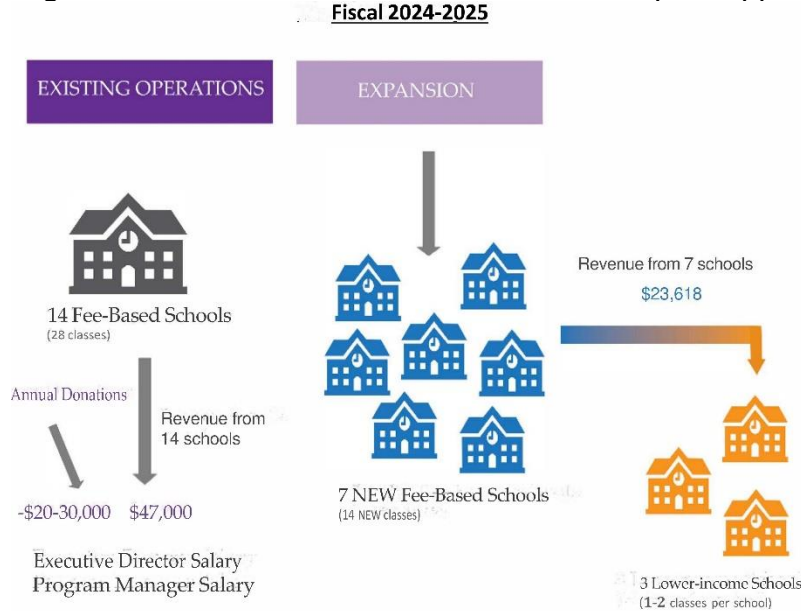 Fiscal 2024-2025
EXISTING OPERATIONS
EXPANSION
14 Fee-Based Schools
(28 classes)
Annual Donations
Revenue from
14 schools
-$20-30,000 $47,000
Executive Director Salary
Program Manager Salary
7 NEW Fee-Based Schools
(14 NEW classes)
Revenue from 7 schools
$23,618
3 Lower-income Schools
(1-2 classes per school)